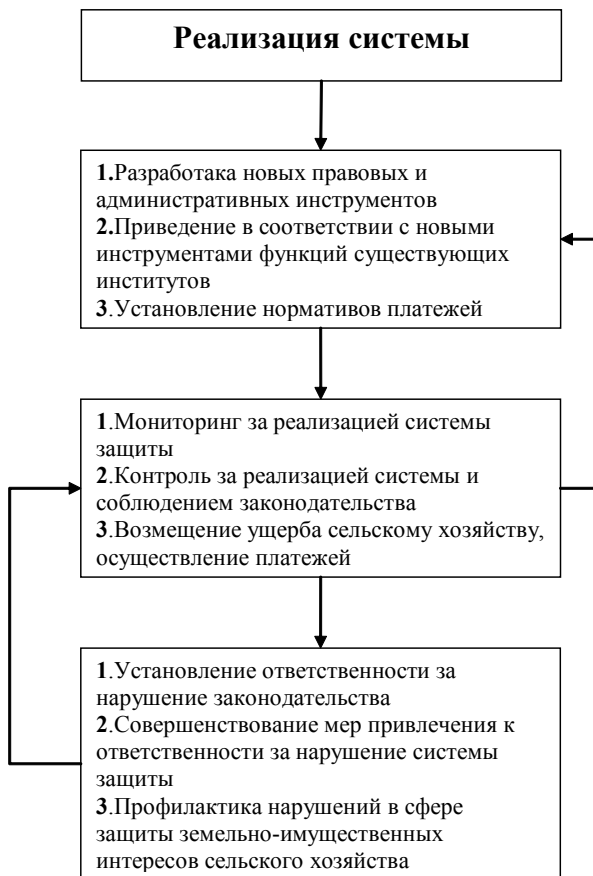 Реализация системы
1.Разработака новых правовых и
административных инструментов
2.Приведение в соответствии с новыми
инструментами функций существующих
институтов
3.Установление нормативов платежей
1.Мониторинг за реализацией системы
защиты
2.Контроль за реализацией системы и
соблюдением законодательства
3.Возмещение ущерба сельскому хозяйству,
осуществление платежей
1.Установление ответственности за
нарушение законодательства
2.Совершенствование мер привлечения к
ответственности за нарушение системы
защиты
3.Профилактика нарушений в сфере
защиты земельно-имущественных
интересов сельского хозяйства